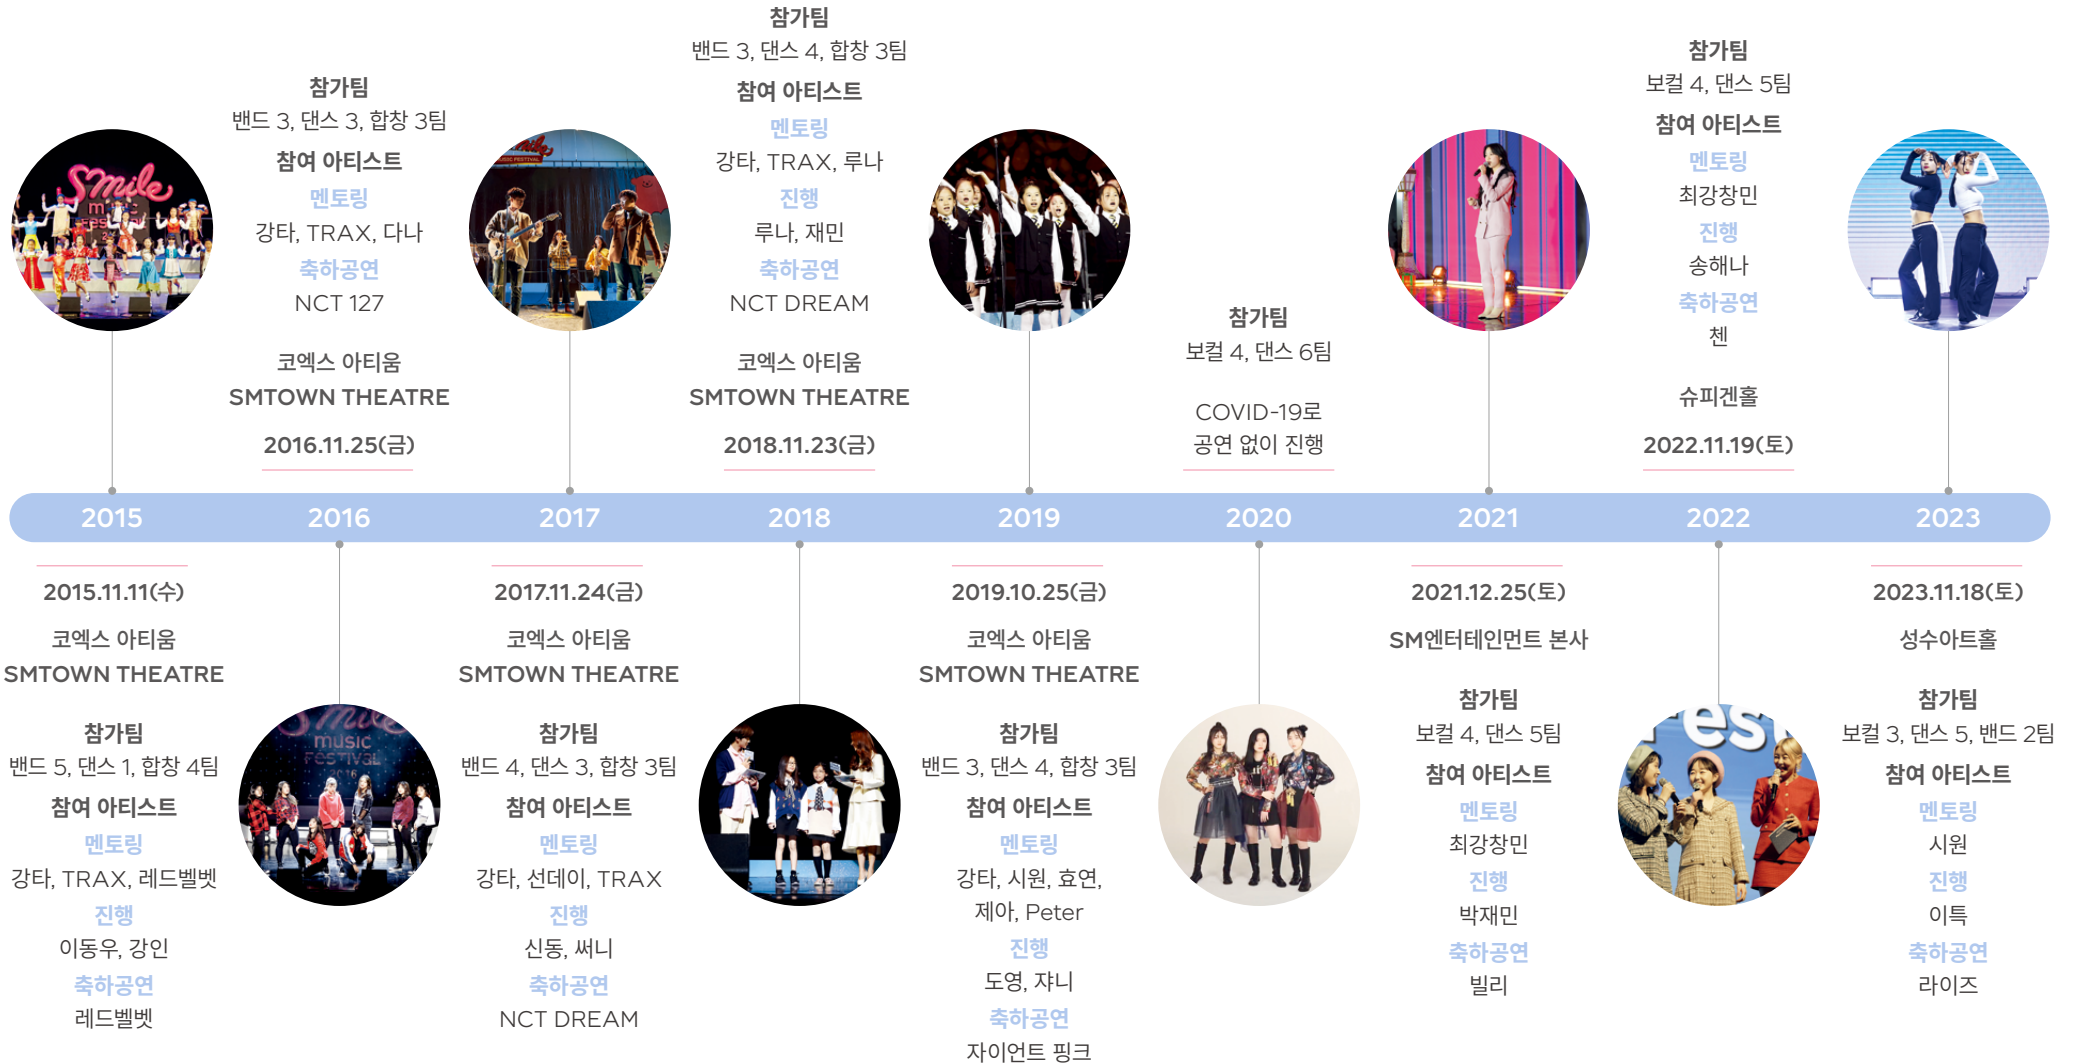 2015
2015.11.11(수)
코엑스 아티움
SMTOWN THEATRE
참가팀
밴드 5, 댄스 1, 합창 4팀
참여 아티스트
멘토링
강타, TRAX, 레드벨벳
진행
이동우, 강인
축하공연
레드벨벳
Smile
music
Festival
참가팀
밴드 3, 댄스 3, 합창 3팀
참여 아티스트
멘토링
강타, TRAX, 다나
축하공연
NCT 127
코엑스 아티움
SMTOWN THEATRE
2016.11.25(금)
2016
Smile
music
FESTIVAL
2016
2017
2017.11.24(금)
코엑스 아티움
SMTOWN THEATRE
참가팀
밴드 4, 댄스 3, 합창 3팀
참여 아티스트
멘토링
강타, 선데이, TRAX
진행
신동, 써니
축하공연
NCT DREAM
Smile
MUSIC FESTIVAL
참가팀
밴드 3, 댄스 4, 합창 3팀
참여 아티스트
멘토링
강타, TRAX, 루나
진행
루나, 재민
축하공연
NCT DREAM
코엑스 아티움
SMTOWN THEATRE
2018.11.23(금)
2018
2019
2019.10.25(금)
코엑스 아티움
SMTOWN THEATRE
참가팀
밴드 3, 댄스 4, 합창 3팀
참여 아티스트
멘토링
강타, 시원, 효연,
제아, Peter
진행
도영, 쟈니
축하공연
자이언트 핑크
참가팀
보컬 4, 댄스 6팀
COVID-19로
공연 없이 진행
2020
2021
2021.12.25(토)
SM엔터테인먼트 본사
참가팀
보컬 4, 댄스 5팀
참여 아티스트
멘토링
최강창민
진행
박재민
축하공연
빌리
참가팀
보컬 4, 댄스 5팀
참여 아티스트
멘토링
최강창민
진행
송해나
축하공연
첸
슈피겐홀
2022.11.19(토)
2022
Fest
2023
2023.11.18(토)
성수아트홀
참가팀
보컬 3, 댄스 5, 밴드 2팀
참여 아티스트
멘토링
시원
진행
이특
축하공연
라이즈